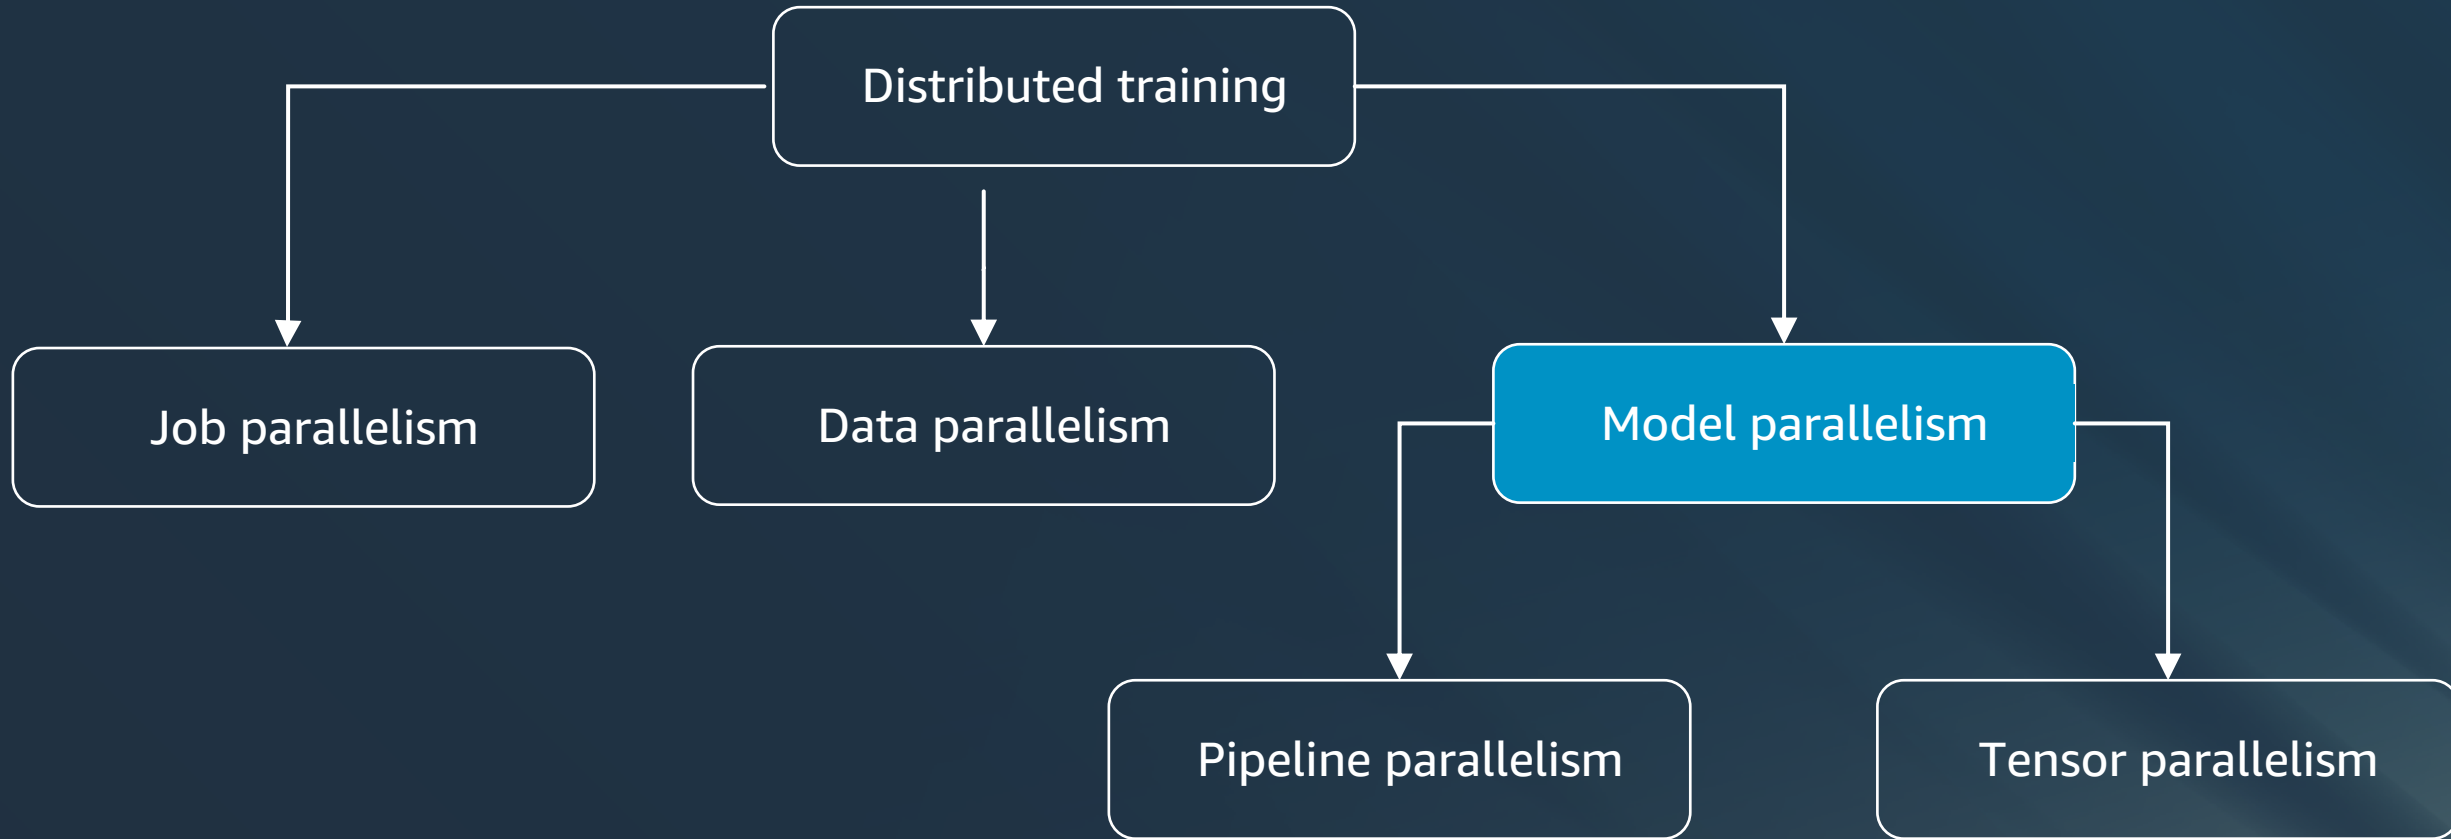 Distributed training
Job parallelism
Data parallelism
Model parallelism
Pipeline parallelism
Tensor parallelism